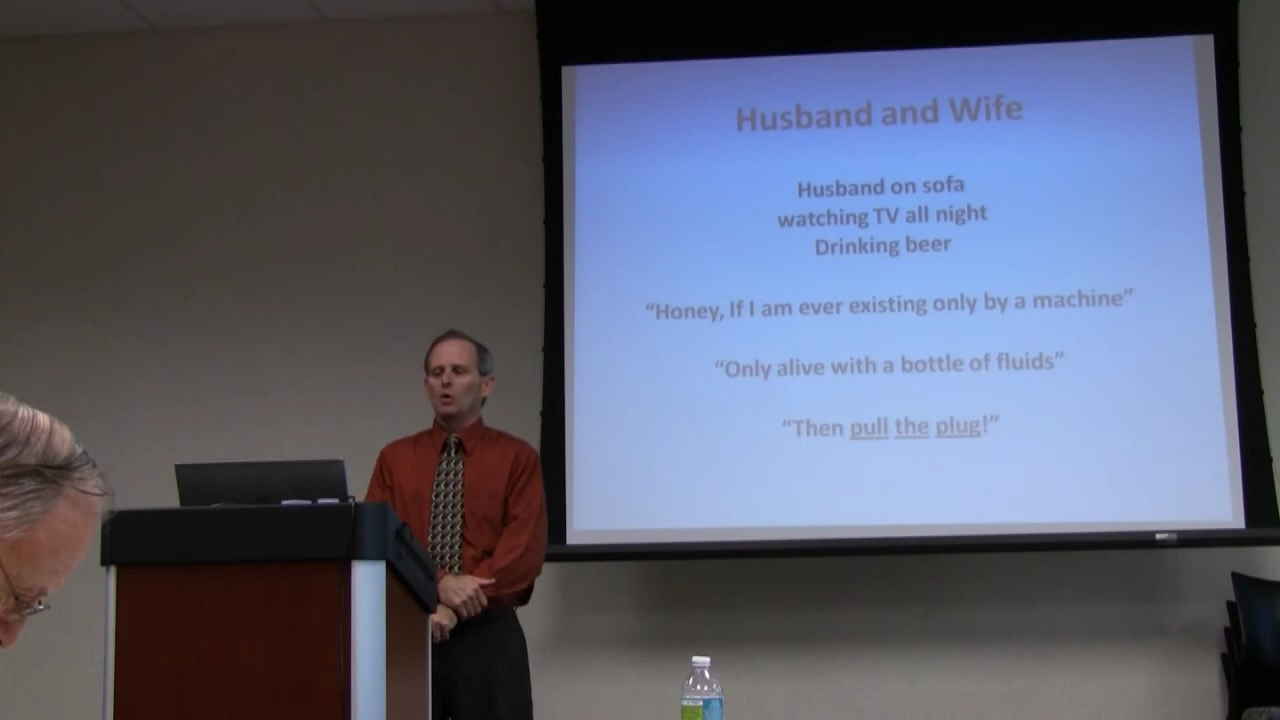 Husband and Wife
Husband on sofa
watching TV all night
Drinking beer
“Honey, If I am ever existing only by a machine”
“Only alive with a bottle of fluids”
“Then pull the plug!”